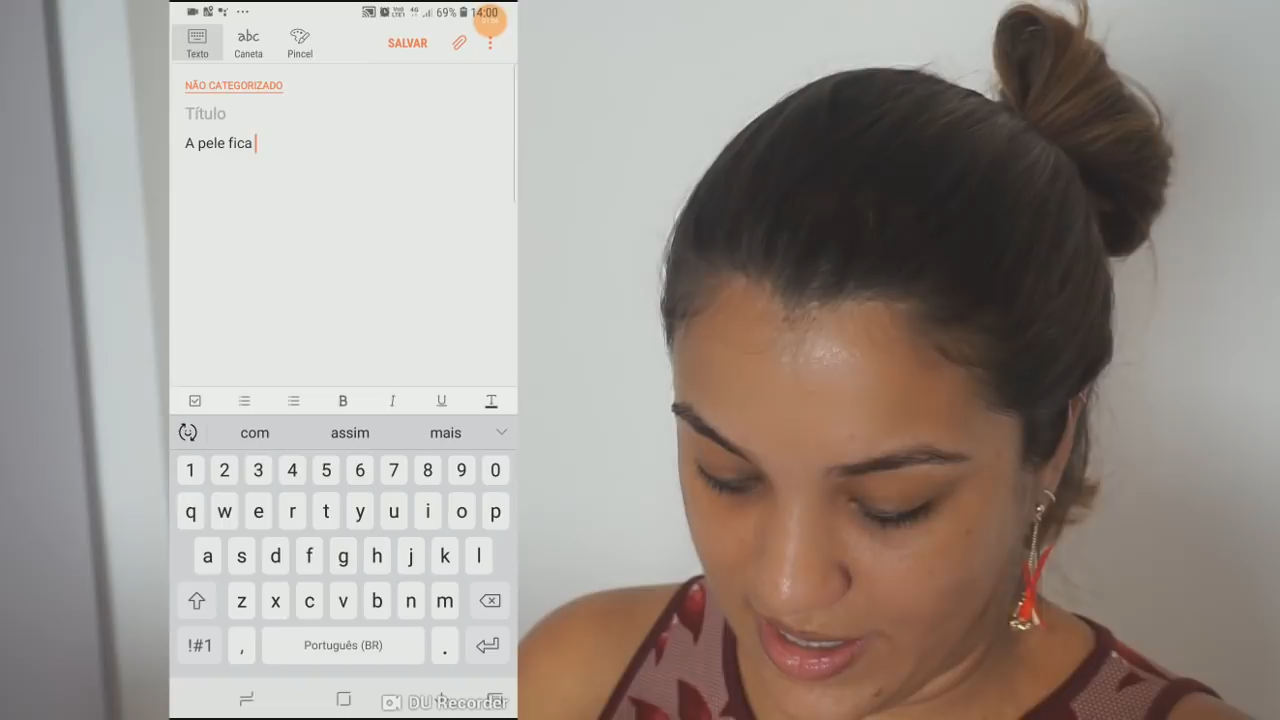 69% 14:00
Texto
abc
Caneta
Pincel
SALVAR
NÃO CATEGORIZADO
Título
A pele fica
B I U T
com assim mais
1 2 3 4 5 6 7 8 9 0
q w e r t y u i o p
a s d f g h j k l
z x c v b n m
!#1 , Português (BR) .
DU Recorder